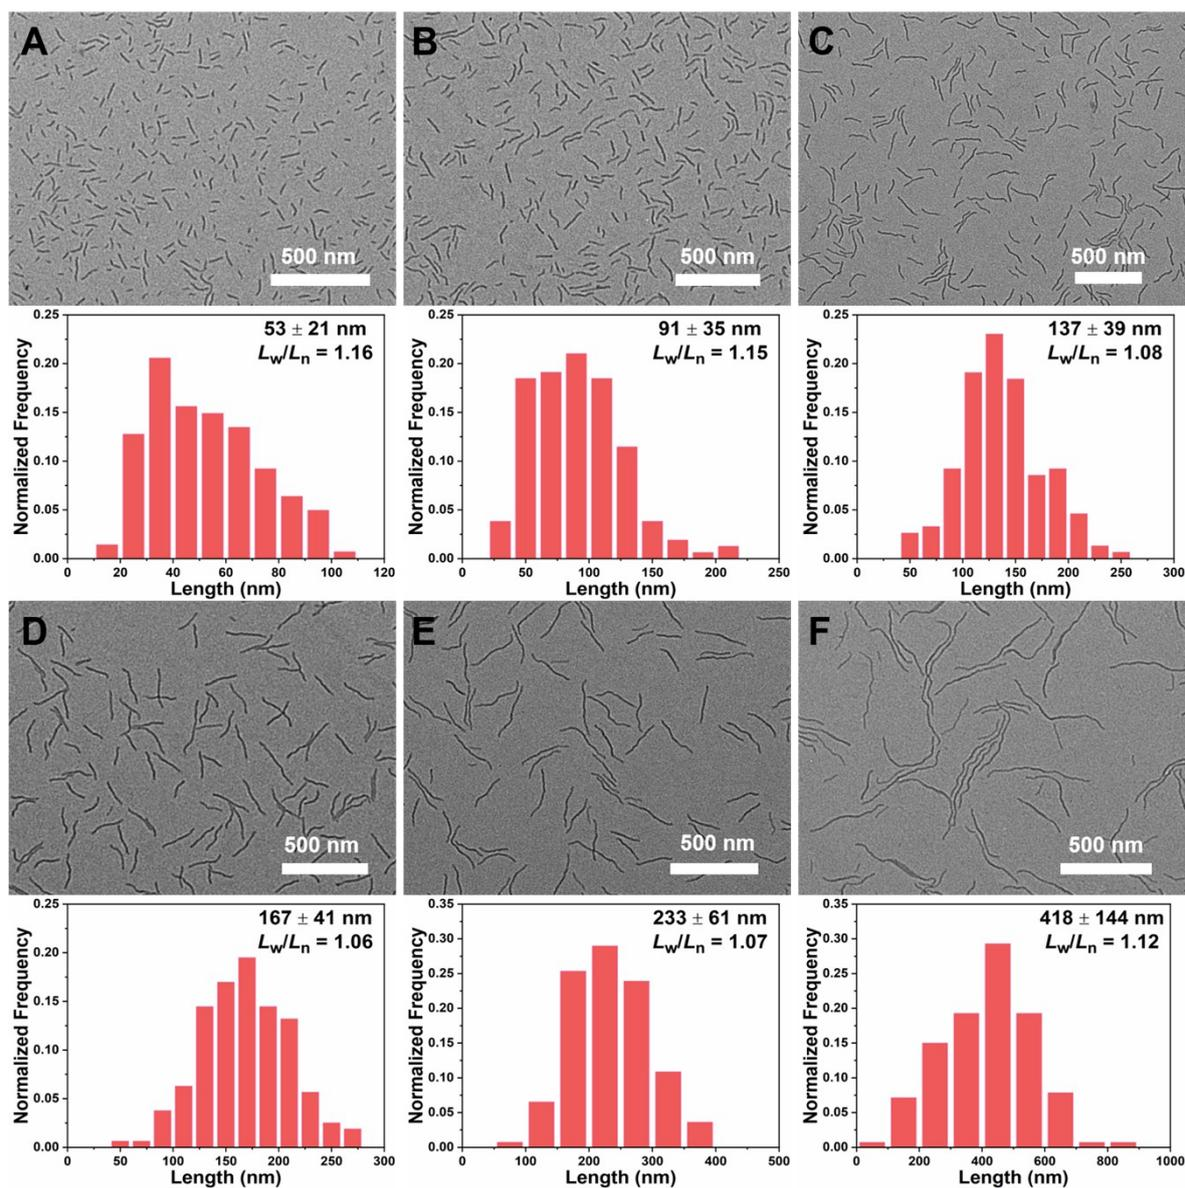 A
500 nm
B
500 nm
C
500 nm
0.25
0.20
0.15
0.10
0.05
0.00
Normalized Frequency
53 ± 21 nm
Lw/Ln = 1.16
0 20 40 60 80 100 120
Length (nm)
0.25
0.20
0.15
0.10
0.05
0.00
Normalized Frequency
91 ± 35 nm
Lw/Ln = 1.15
0 50 100 150 200 250
Length (nm)
0.25
0.20
0.15
0.10
0.05
0.00
Normalized Frequency
137 ± 39 nm
Lw/Ln = 1.08
0 50 100 150 200 250 300
Length (nm)
D
500 nm
E
500 nm
F
500 nm
0.25
0.20
0.15
0.10
0.05
0.00
Normalized Frequency
167 ± 41 nm
Lw/Ln = 1.06
0 50 100 150 200 250 300
Length (nm)
0.35
0.30
0.25
0.20
0.15
0.10
0.05
0.00
Normalized Frequency
233 ± 61 nm
Lw/Ln = 1.07
0 100 200 300 400 500
Length (nm)
0.35
0.30
0.25
0.20
0.15
0.10
0.05
0.00
Normalized Frequency
418 ± 144 nm
Lw/Ln = 1.12
0 200 400 600 800 1000
Length (nm)